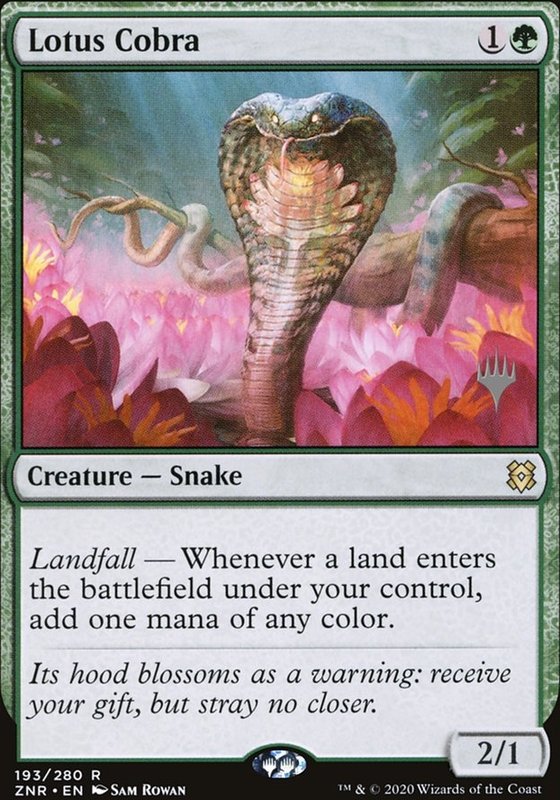 Lotus Cobra 1
Creature — Snake
Landfall — Whenever a land enters
the battlefield under your control,
add one mana of any color.
Its hood blossoms as a warning: receive
your gift, but stray no closer.
2/1
193/280 R
ZNR • EN Sam Rowan
™ & © 2020 Wizards of the Coast